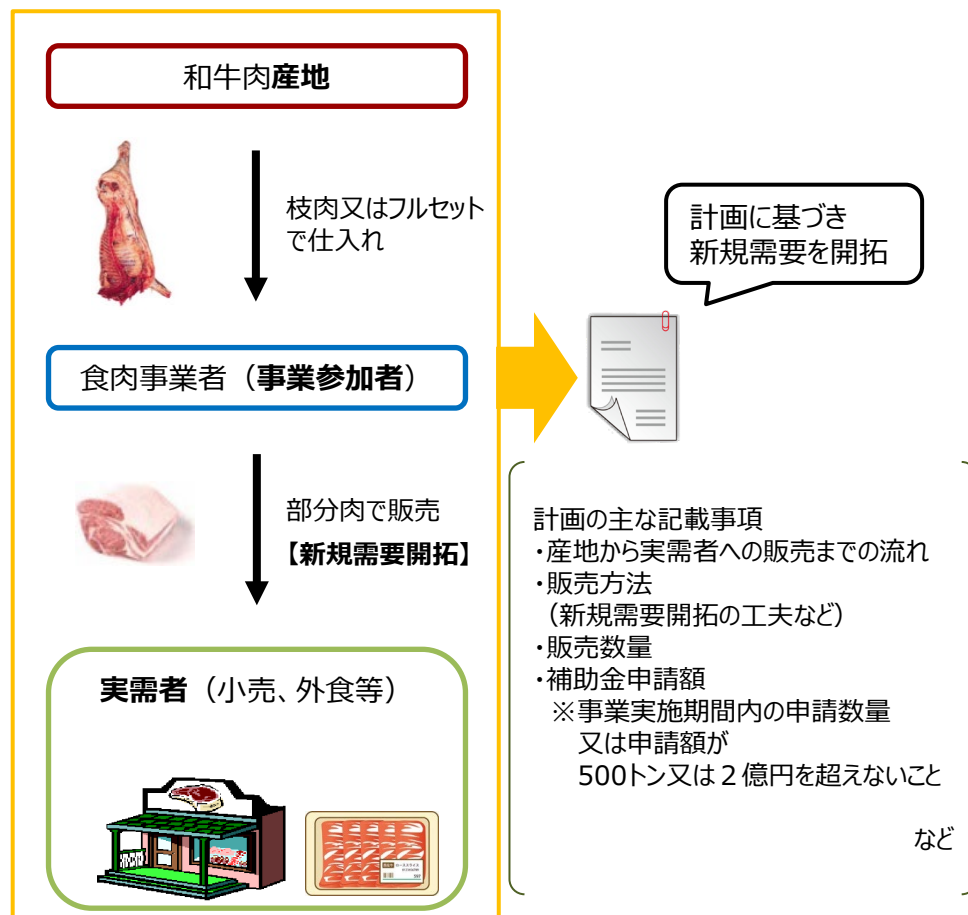 和牛肉産地
枝肉又はフルセット
で仕入れ
計画に基づき
新規需要を開拓
食肉事業者（事業参加者）
部分肉で販売
【新規需要開拓】
計画の主な記載事項
・産地から実需者への販売までの流れ
・販売方法
（新規需要開拓の工夫など）
・販売数量
・補助金申請額
※事業実施期間内の申請数量
又は申請額が
500トン又は２億円を超えないこと
など
実需者（小売、外食等）